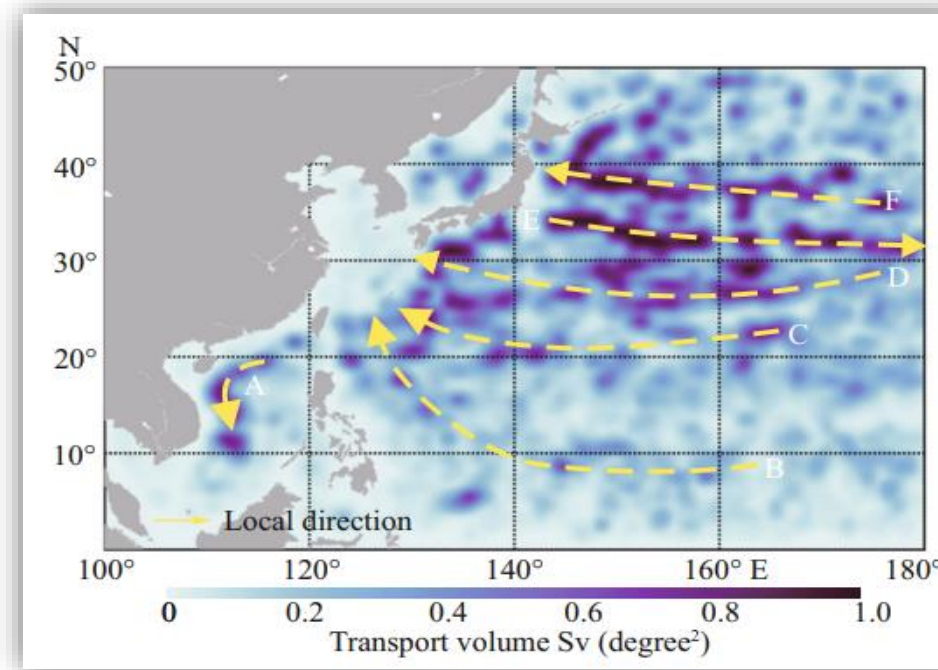 N
50°
40°
F
E
30°
D
C
20°
A
10°
B
Local direction
100° 120° 140° 160° E 180°
0 0.2 0.4 0.6 0.8 1.0
Transport volume Sv (degree²)